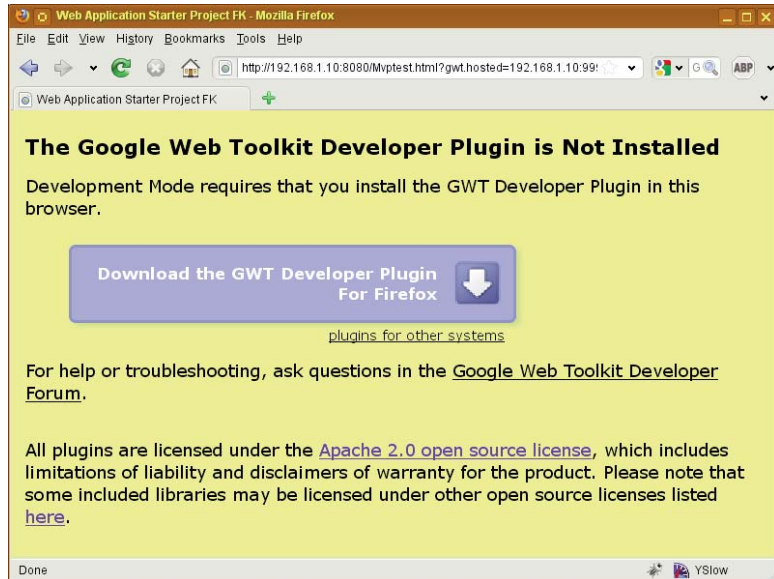 Web Application Starter Project FK - Mozilla Firefox
File Edit View History Bookmarks Tools Help
http://192.168.1.10:8080/Mvptest.html?gwt.hosted=192.168.1.10:99 G ABP
Web Application Starter Project FK
The Google Web Toolkit Developer Plugin is Not Installed
Development Mode requires that you install the GWT Developer Plugin in this
browser.
Download the GWT Developer Plugin
For Firefox
plugins for other systems
For help or troubleshooting, ask questions in the Google Web Toolkit Developer
Forum.
All plugins are licensed under the Apache 2.0 open source license, which includes
limitations of liability and disclaimers of warranty for the product. Please note that
some included libraries may be licensed under other open source licenses listed
here.
Done YSlow